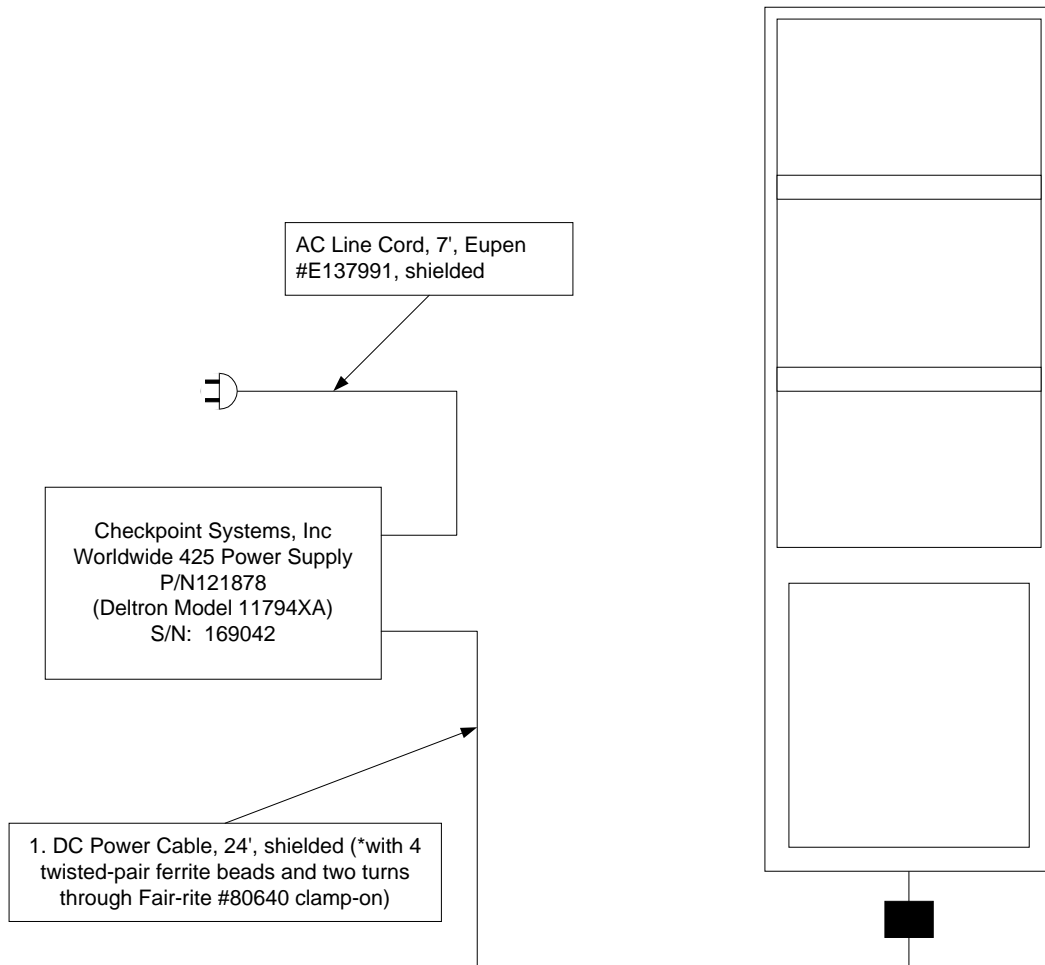 AC Line Cord, 7', Eupen
#E137991, shielded
Checkpoint Systems, Inc
Worldwide 425 Power Supply
P/N121878
(Deltron Model 11794XA)
S/N:  169042
1. DC Power Cable, 24', shielded (*with 4
twisted-pair ferrite beads and two turns
through Fair-rite #80640 clamp-on)